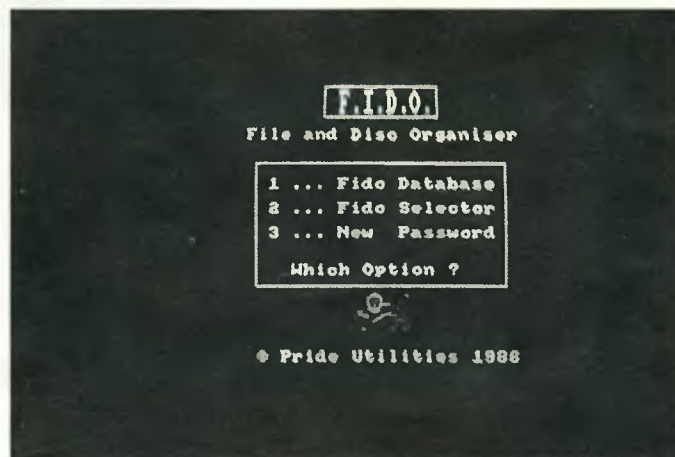 F.I.D.O.
File and Disc Organiser
1 ... Fido Database
2 ... Fido Selector
3 ... New Password
Which Option ?
© Pride Utilities 1988